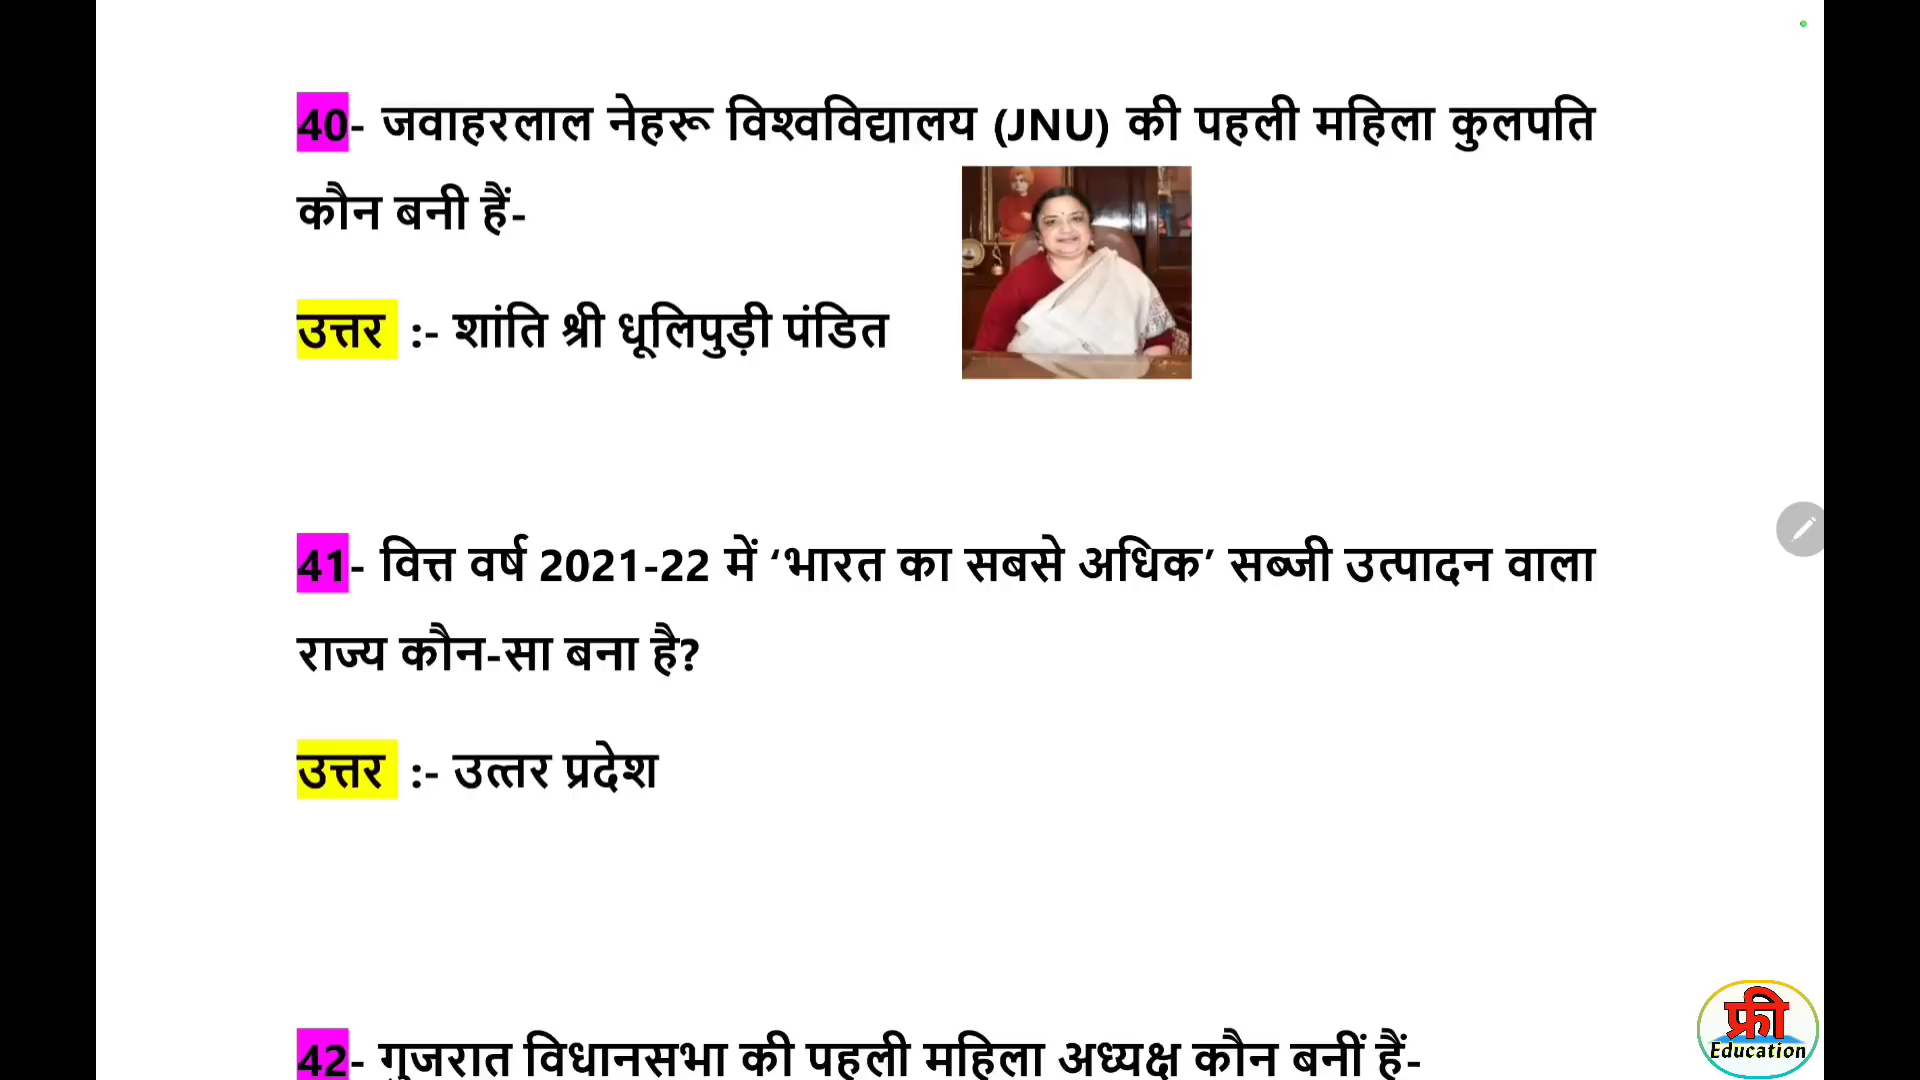 40- जवाहरलाल नेहरू विश्वविद्यालय (JNU) की पहली महिला कुलपति
कौन बनी हैं-
उत्तर :- शांति श्री धूलिपुड़ी पंडित
41- वित्त वर्ष 2021-22 में ‘भारत का सबसे अधिक’ सब्जी उत्पादन वाला
राज्य कौन-सा बना है?
उत्तर :- उत्‍तर प्रदेश
42- गुजरात विधानसभा की पहली महिला अध्यक्ष कौन बनीं हैं-
फ्री
Education